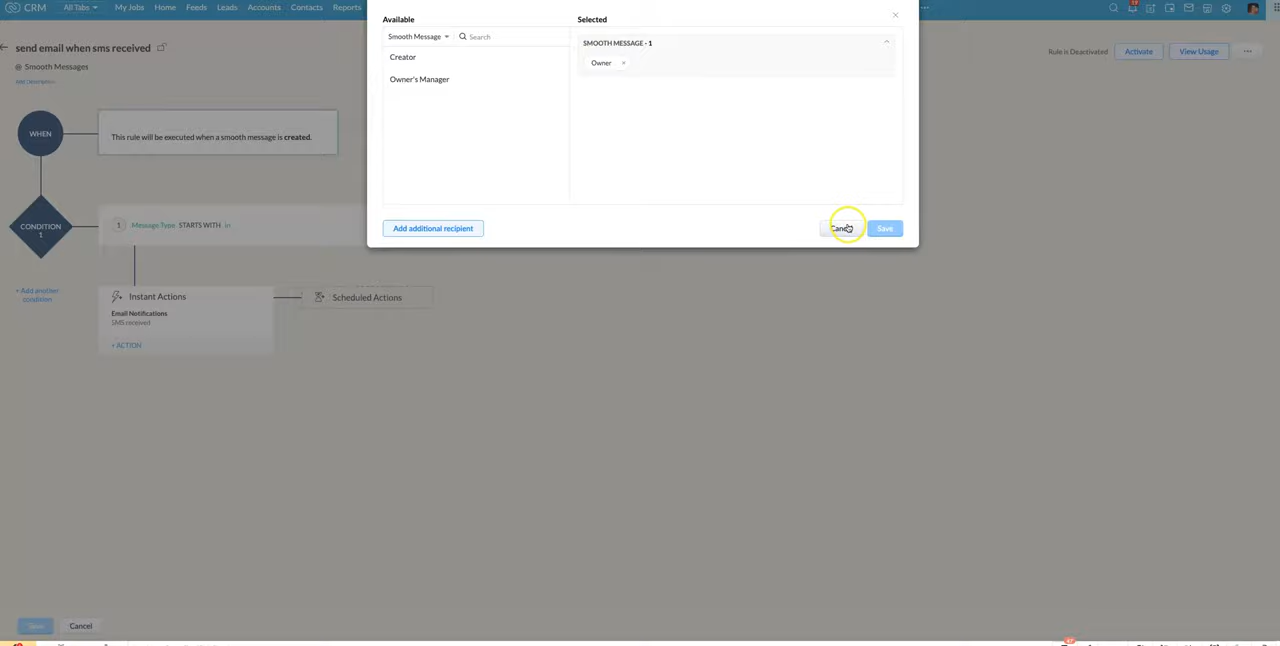 CRM All Tabs My Jobs Home Feeds Leads Accounts Contacts Reports
Available
Selected
Smooth Message Search
SMOOTH MESSAGE - 1
Creator
Owner
Owner's Manager
send email when sms received
Smooth Messages
Rule is Deactivated Activate View Usage
WHEN
This rule will be executed when a smooth message is created.
CONDITION
1
1 Message Type STARTS WITH in
Add additional recipient
Cancel
Save
+ Add another
condition
Instant Actions
Scheduled Actions
Email Notifications
SMS received
+ ACTION
Save
Cancel